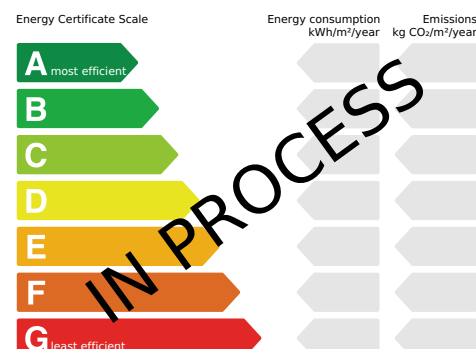 Energy Certificate Scale
Energy consumption
kWh/m²/year
Emissions
kg CO₂/m²/year
A most efficient
B
C
D
E
F
G least efficient
IN PROCESS